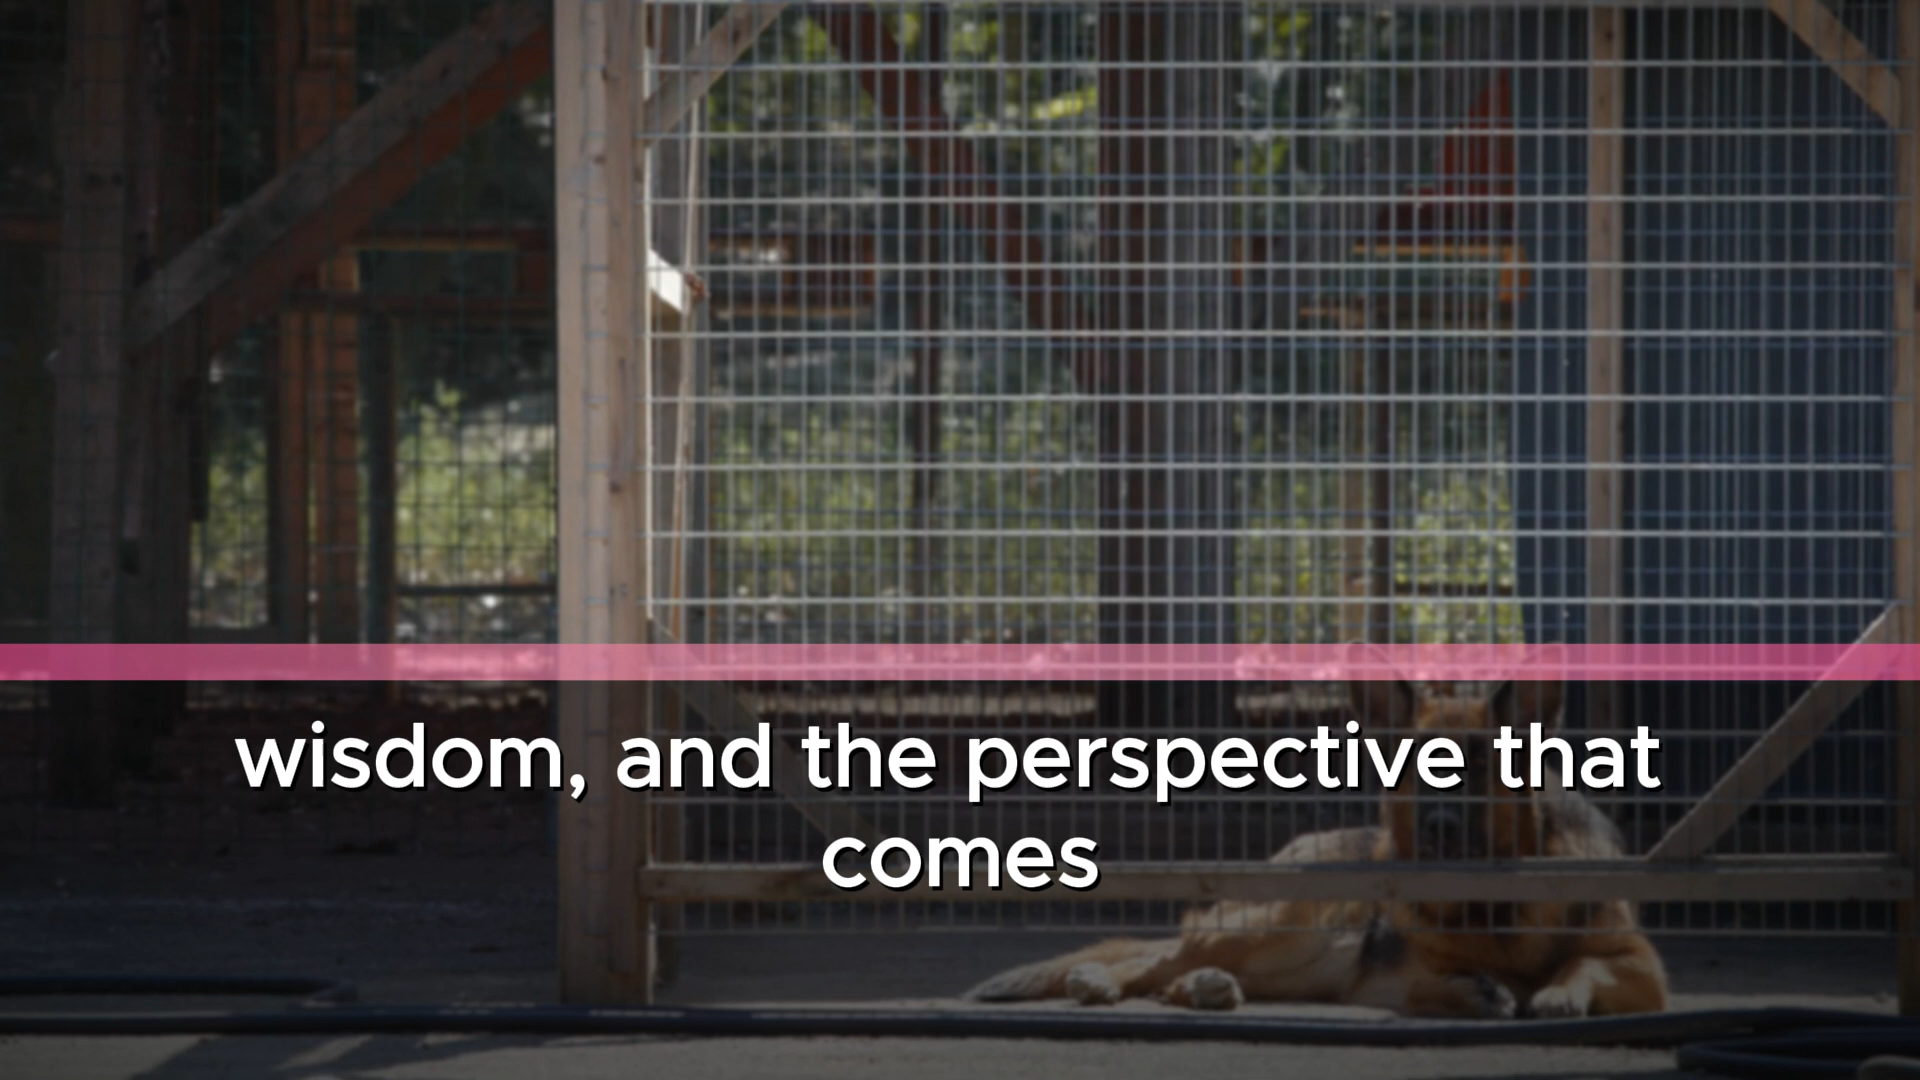 wisdom, and the perspective that
comes